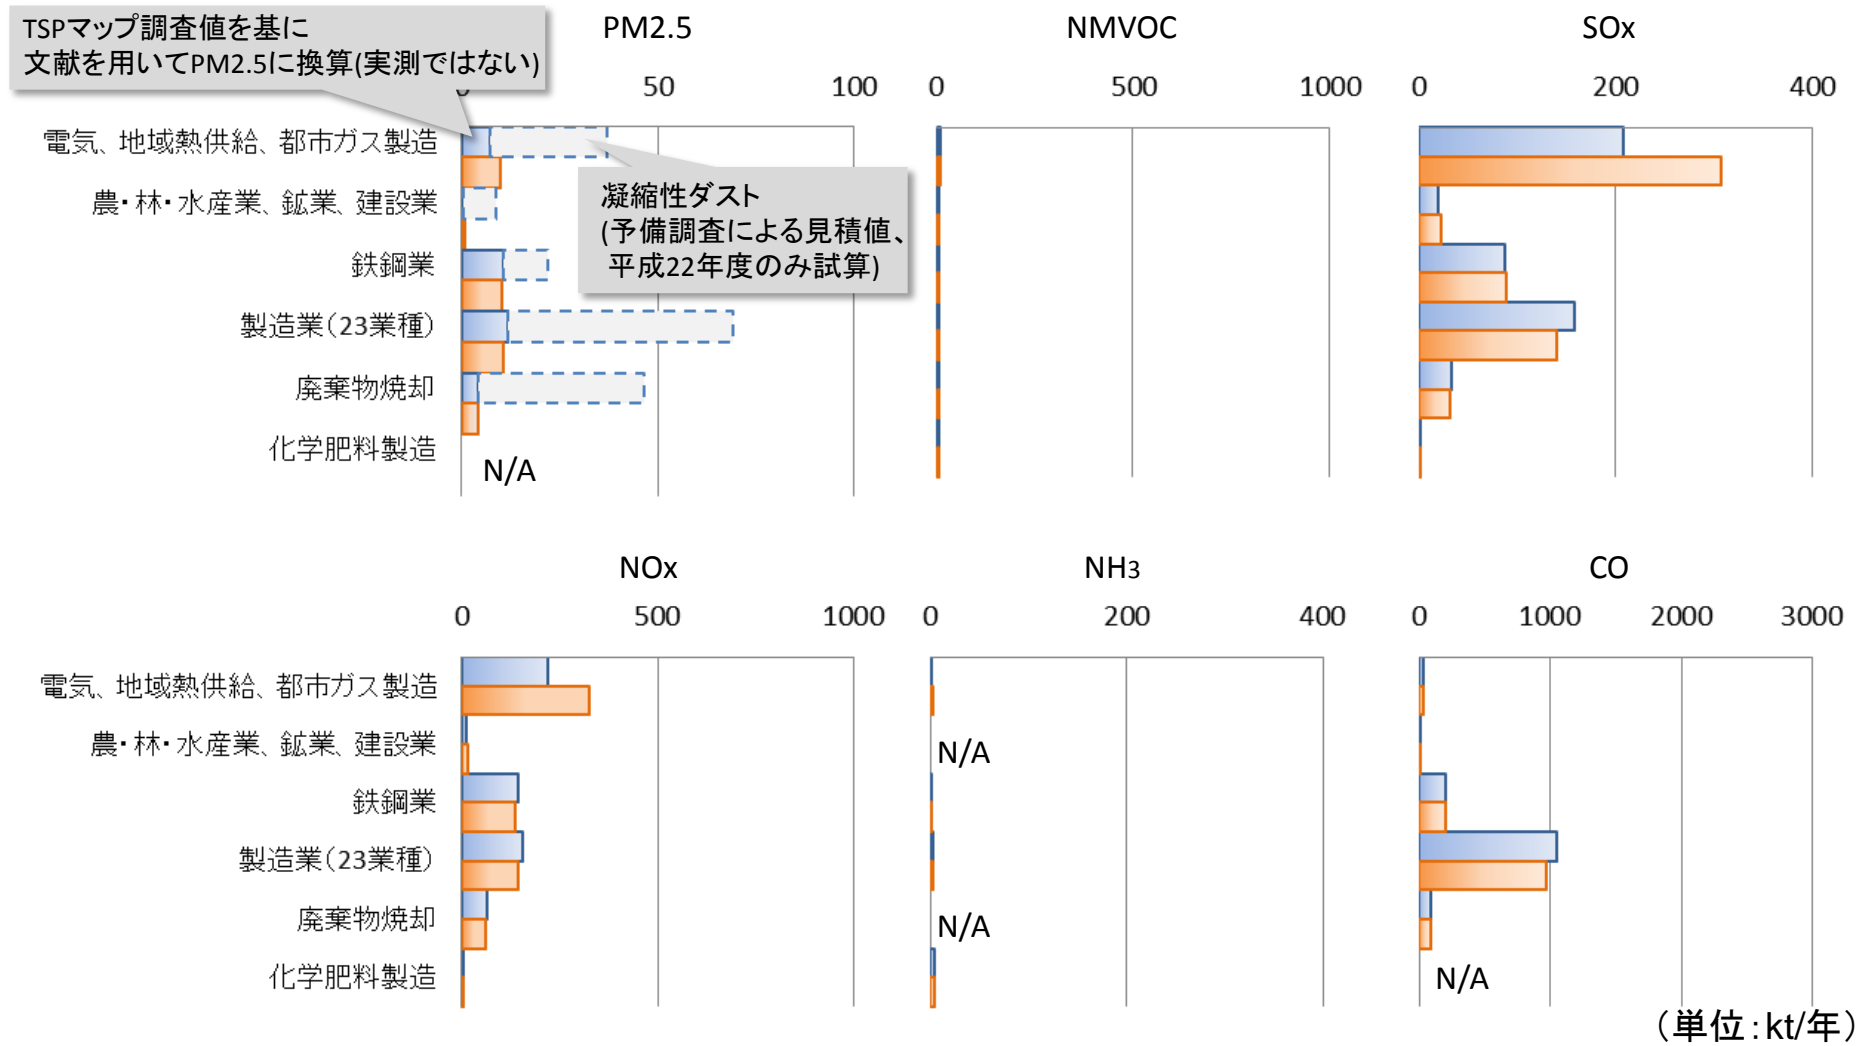 TSPマップ調査値を基に
文献を用いてPM2.5に換算(実測ではない)
PM2.5
NMVOC
SOx
0 50 100
0 500 1000
0 200 400
電気、地域熱供給、都市ガス製造
農・林・水産業、鉱業、建設業
鉄鋼業
製造業(23業種)
廃棄物焼却
化学肥料製造
凝縮性ダスト
(予備調査による見積値、
平成22年度のみ試算)
N/A
NOx
NH3
CO
0 500 1000
0 200 400
0 1000 2000 3000
電気、地域熱供給、都市ガス製造
農・林・水産業、鉱業、建設業
鉄鋼業
製造業(23業種)
廃棄物焼却
化学肥料製造
N/A
N/A
N/A
(単位:kt/年)